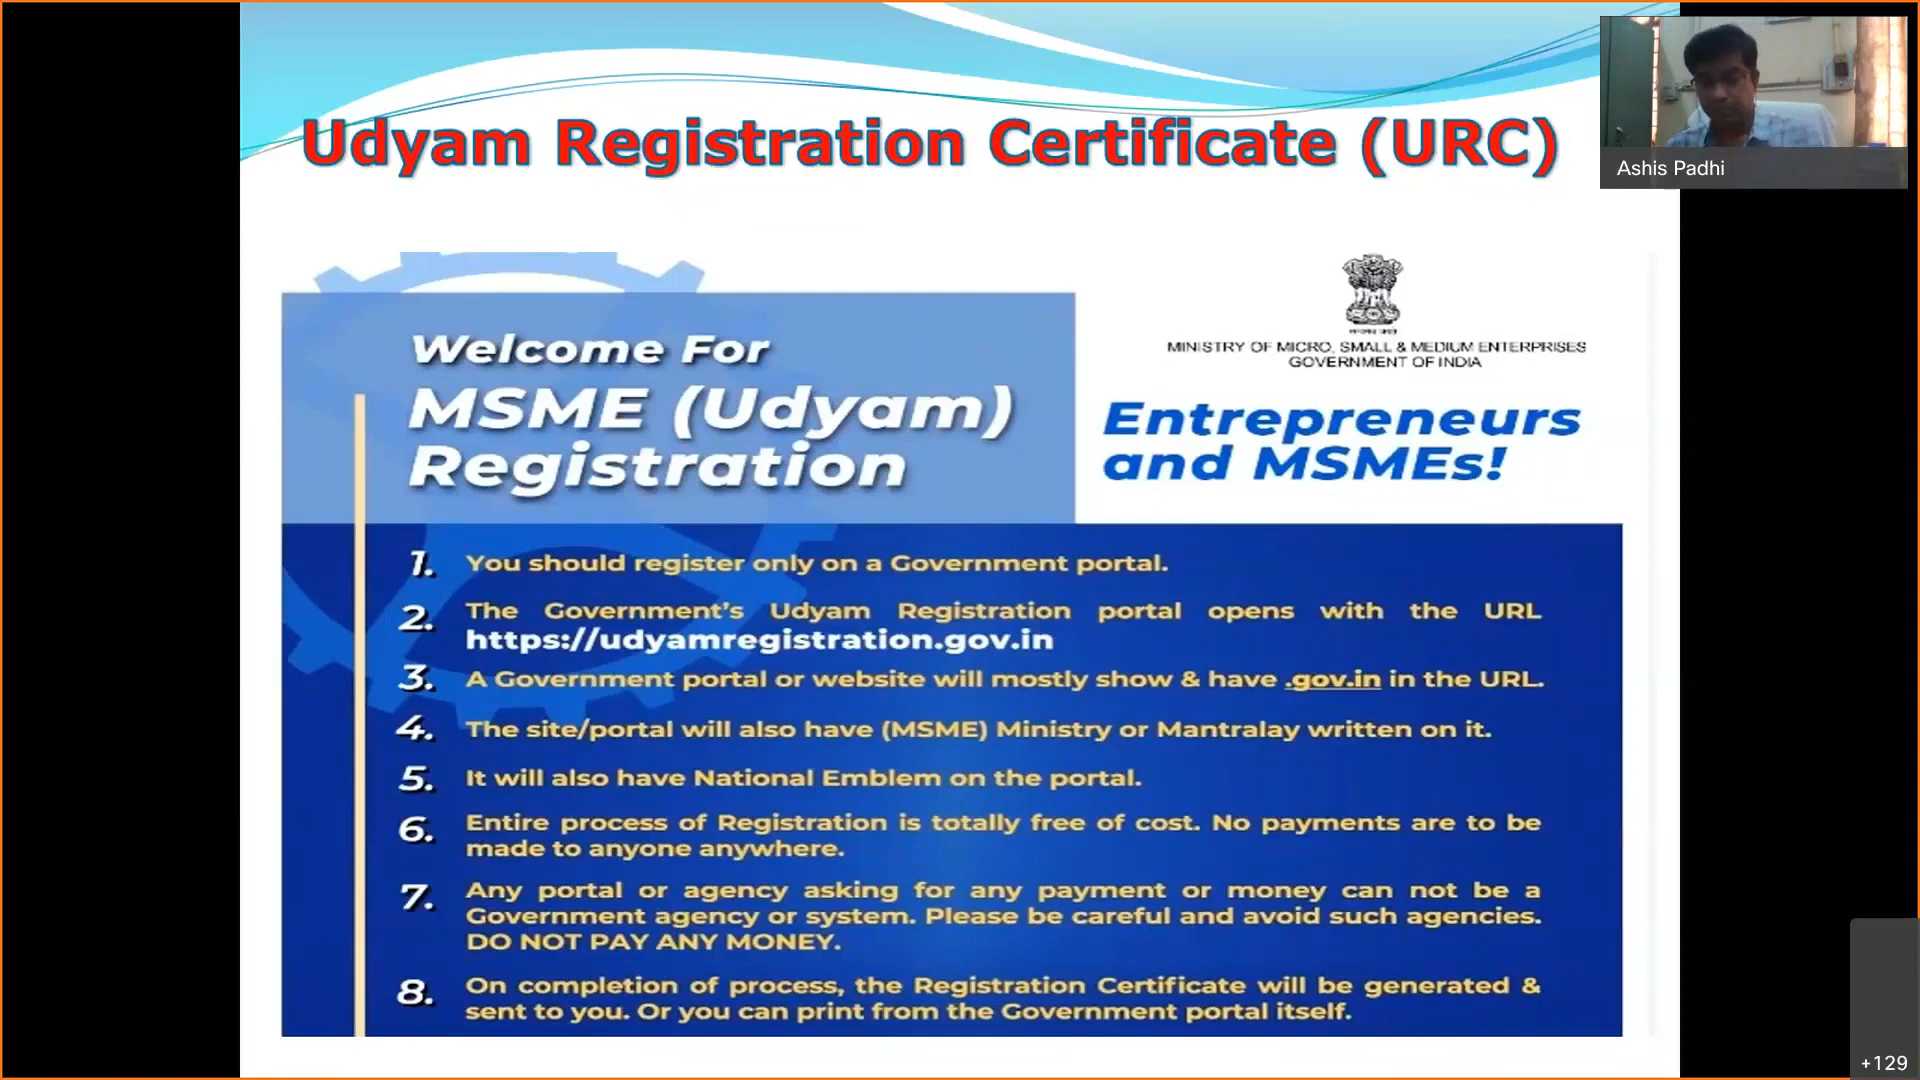 Udyam Registration Certificate (URC)
Ashis Padhi
Welcome For
MSME (Udyam)
Registration
MINISTRY OF MICRO, SMALL & MEDIUM ENTERPRISES
GOVERNMENT OF INDIA
Entrepreneurs
and MSMEs!
1. You should register only on a Government portal.
2. The Government's Udyam Registration portal opens with the URL
https://udyamregistration.gov.in
3. A Government portal or website will mostly show & have .gov.in in the URL.
4. The site/portal will also have (MSME) Ministry or Mantralay written on it.
5. It will also have National Emblem on the portal.
6. Entire process of Registration is totally free of cost. No payments are to be
made to anyone anywhere.
7. Any portal or agency asking for any payment or money can not be a
Government agency or system. Please be careful and avoid such agencies.
DO NOT PAY ANY MONEY.
8. On completion of process, the Registration Certificate will be generated &
sent to you. Or you can print from the Government portal itself.
+129